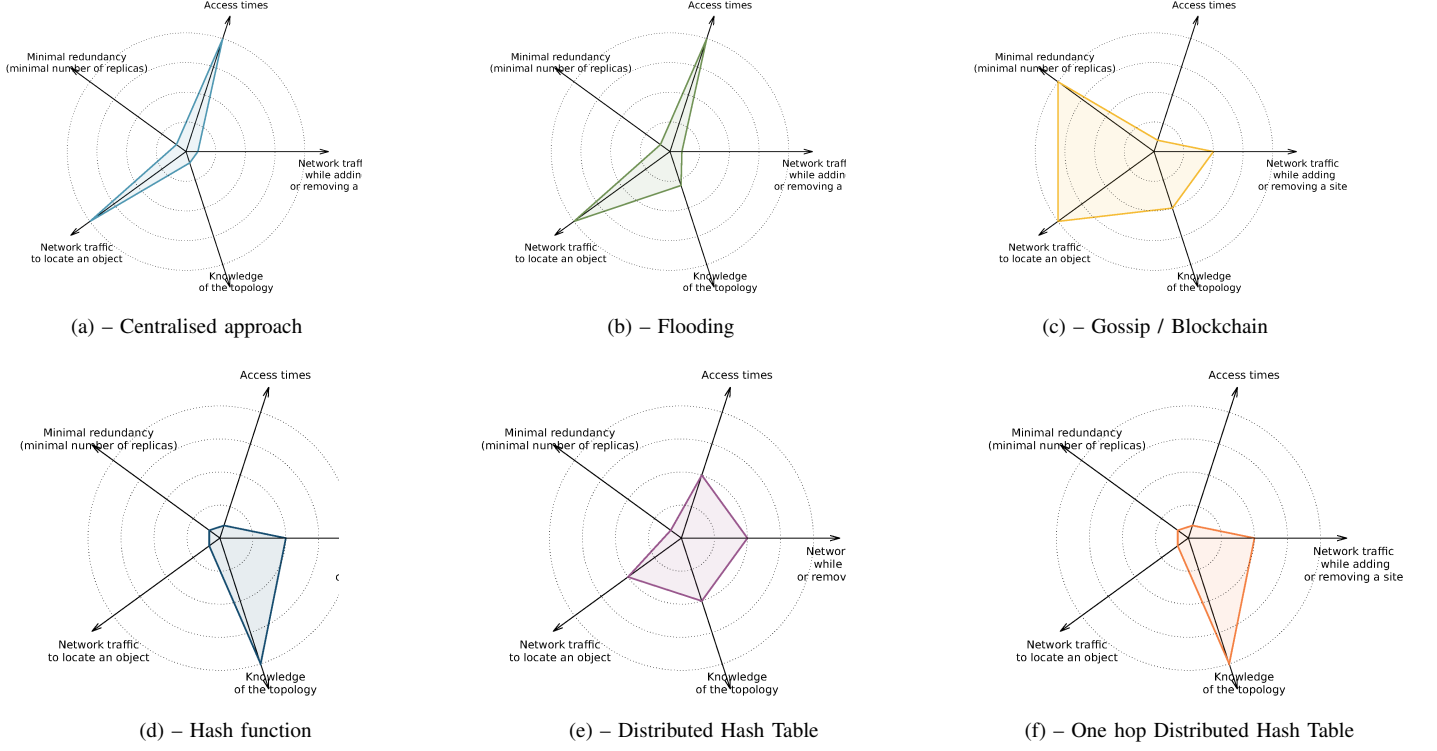 Access times
Minimal redundancy
(minimal number of replicas)
Network traf
while addin
or removing a
Network traffic
to locate an object
Knowledge
of the topology
(a) – Centralised approach
Access times
Minimal redundancy
(minimal number of replicas)
Network traf
while addin
or removing a
Network traffic
to locate an object
Knowledge
of the topology
(b) – Flooding
Access times
Minimal redundancy
(minimal number of replicas)
Network traffic
while adding
or removing a site
Network traffic
to locate an object
Knowledge
of the topology
(c) – Gossip / Blockchain
Access times
Minimal redundancy
(minimal number of replicas)
Network traffic
to locate an object
Knowledge
of the topology
(d) – Hash function
Access times
Minimal redundancy
(minimal number of replicas)
Networ
while
or remov
Network traffic
to locate an object
Knowledge
of the topology
(e) – Distributed Hash Table
Access times
Minimal redundancy
(minimal number of replicas)
Network traffic
while adding
or removing a site
Network traffic
to locate an object
Knowledge
of the topology
(f) – One hop Distributed Hash Table